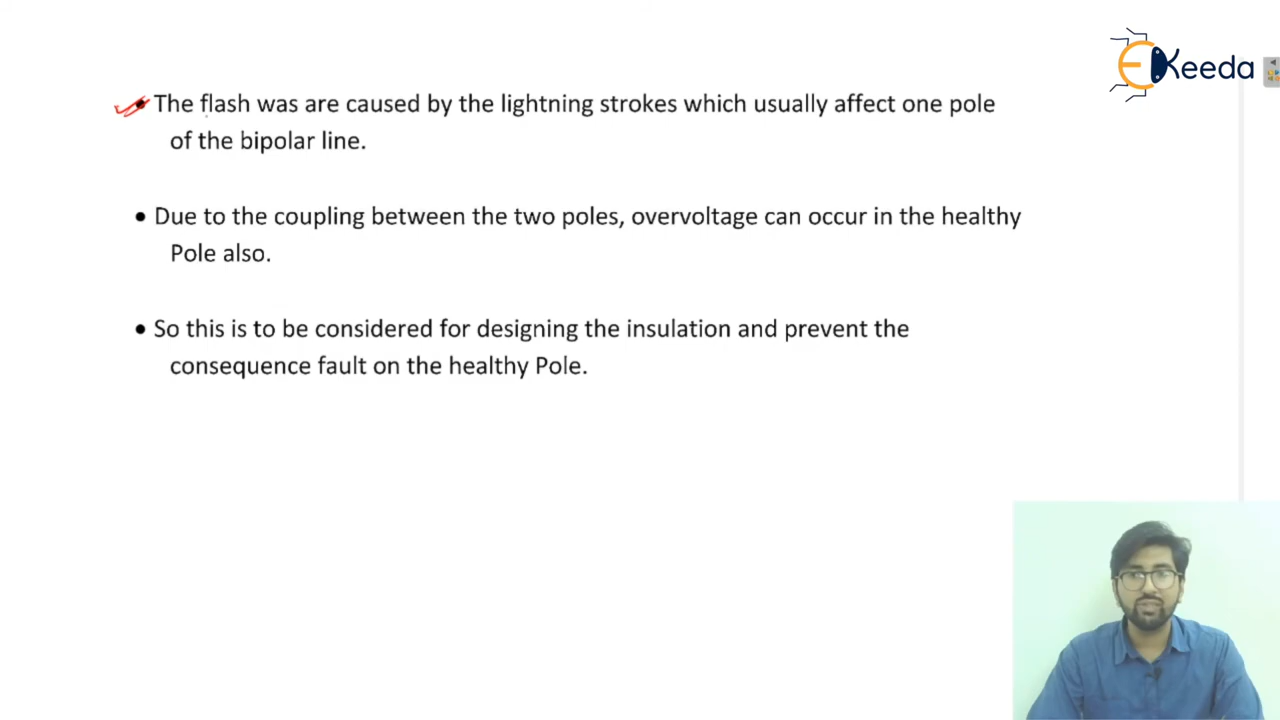 Keeda
• The flash was are caused by the lightning strokes which usually affect one pole
of the bipolar line.
• Due to the coupling between the two poles, overvoltage can occur in the healthy
Pole also.
• So this is to be considered for designing the insulation and prevent the
consequence fault on the healthy Pole.